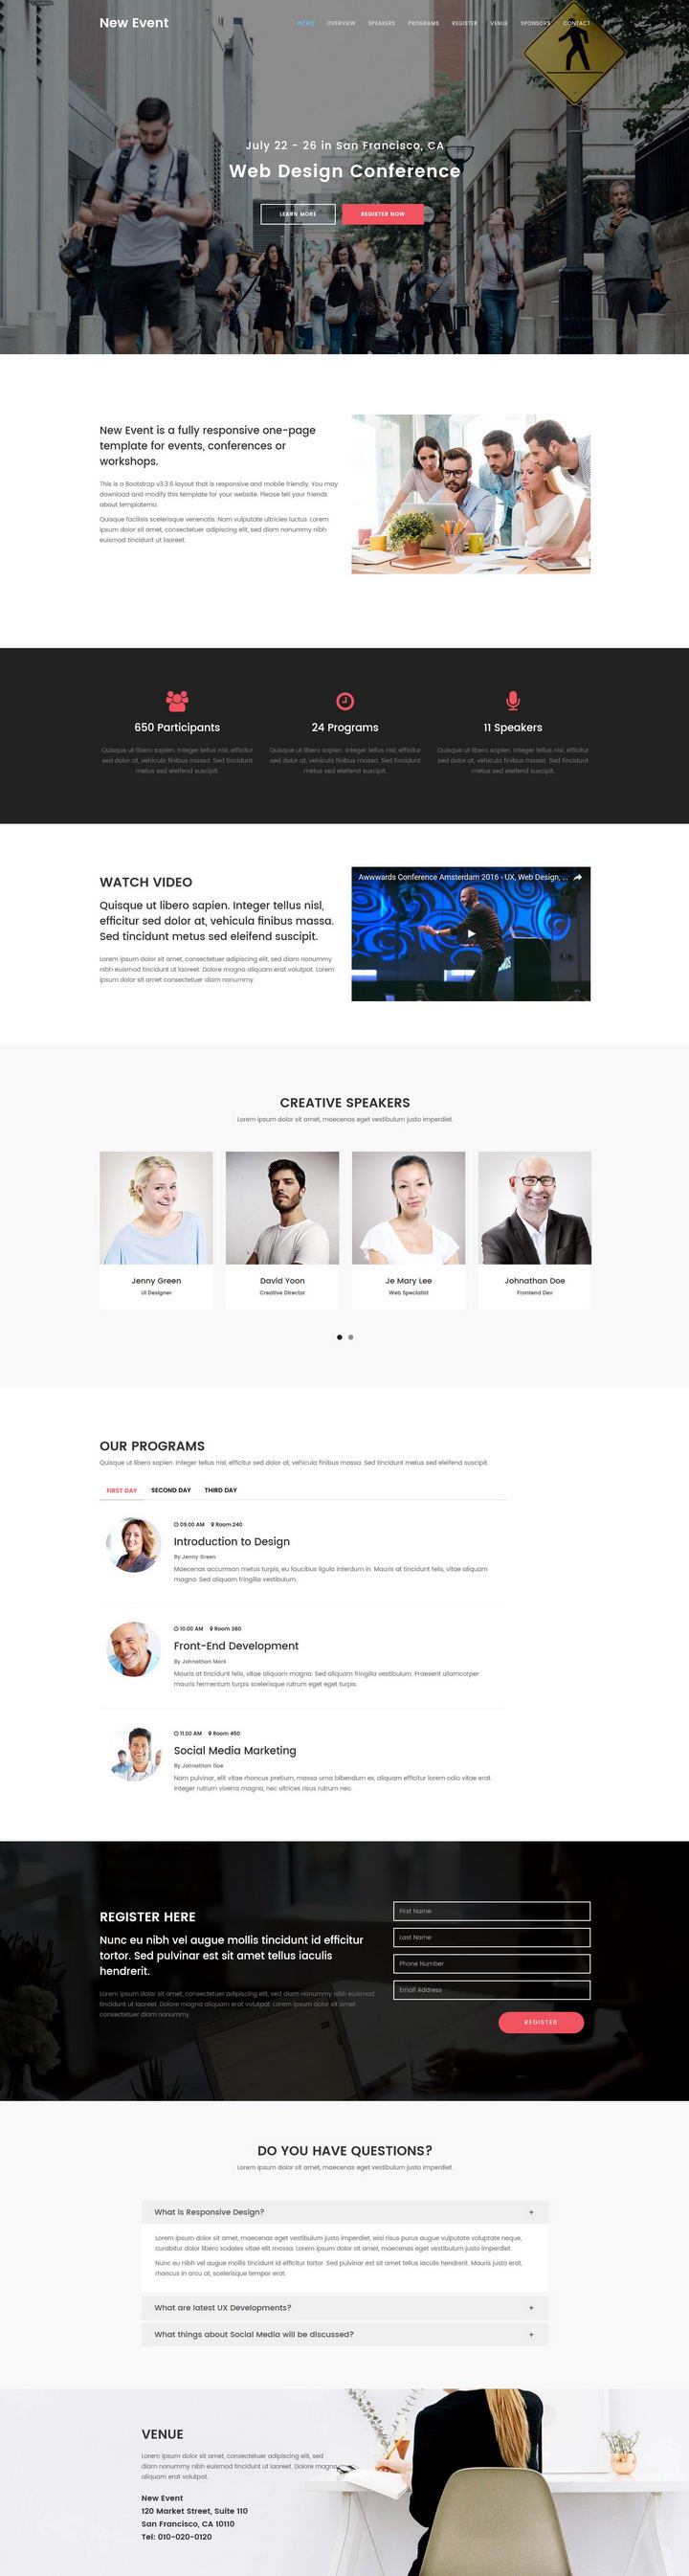 New Event
INTRO OVERVIEW SPEAKERS PROGRAMS REGISTER VENUE SPONSORS CONTACT
July 22 - 26 in San Francisco, CA
Web Design Conference
LEARN MORE
REGISTER NOW
New Event is a fully responsive one-page
template for events, conferences or
workshops.
This is a Bootstrap v3.3.6 layout that is responsive and mobile friendly. You may
download and modify this template for your website. Please tell your friends
about templatemo.
Quisque facilisis scelerisque venenatis. Nam vulputate ultricies luctus. Lorem
ipsum dolor sit amet, consectetuer adipiscing elit, sed diam nonummy nibh
euismod tincidunt ut laoreet.
650 Participants
Quisque ut libero sapien. Integer tellus nisl, efficitur
sed dolor at, vehicula finibus massa. Sed tincidunt
metus sed eleifend suscipit.
24 Programs
Quisque ut libero sapien. Integer tellus nisl, efficitur
sed dolor at, vehicula finibus massa. Sed tincidunt
metus sed eleifend suscipit.
11 Speakers
Quisque ut libero sapien. Integer tellus nisl, efficitur
sed dolor at, vehicula finibus massa. Sed tincidunt
metus sed eleifend suscipit.
WATCH VIDEO
Quisque ut libero sapien. Integer tellus nisl,
efficitur sed dolor at, vehicula finibus massa.
Sed tincidunt metus sed eleifend suscipit.
Lorem ipsum dolor sit amet, consectetuer adipiscing elit, sed diam nonummy
nibh euismod tincidunt ut laoreet. Dolore magna aliquam erat volutpat. Lorem
ipsum dolor sit amet consectetuer diam nonummy.
Awwwards Conference Amsterdam 2016 - UX, Web Design, ...
CREATIVE SPEAKERS
Lorem ipsum dolor sit amet, maecenas eget vestibulum justo imperdiet.
Jenny Green
UI Designer
David Yoon
Creative Director
Je Mary Lee
Web Specialist
Johnathan Doe
Frontend Dev
OUR PROGRAMS
Quisque ut libero sapien. Integer tellus nisl, efficitur sed dolor at, vehicula finibus massa. Sed tincidunt metus sed eleifend suscipit.
FIRST DAY SECOND DAY THIRD DAY
09.00 AM Room 240
Introduction to Design
By Jenny Green
Maecenas accumsan metus turpis, eu faucibus ligula interdum in. Mauris at tincidunt felis, vitae aliquam
magna. Sed aliquam fringilla vestibulum.
10.00 AM Room 360
Front-End Development
By Johnathan Mark
Mauris at tincidunt felis, vitae aliquam magna. Sed aliquam fringilla vestibulum. Praesent ullamcorper
mauris fermentum turpis scelerisque rutrum eget eget turpis.
11.00 AM Room 450
Social Media Marketing
By Johnathan Doe
Nam pulvinar, elit vitae rhoncus pretium, massa urna bibendum ex, aliquam efficitur lorem odio vitae erat.
Integer rutrum viverra magna, nec ultrices risus rutrum nec.
REGISTER HERE
Nunc eu nibh vel augue mollis tincidunt id efficitur
tortor. Sed pulvinar est sit amet tellus iaculis
hendrerit.
Lorem ipsum dolor sit amet, consectetuer adipiscing elit, sed diam nonummy nibh euismod
tincidunt ut laoreet. Dolore magna aliquam erat volutpat. Lorem ipsum dolor sit amet
consectetuer diam nonummy.
First Name
Last Name
Phone Number
Email Address
REGISTER
DO YOU HAVE QUESTIONS?
Lorem ipsum dolor sit amet, maecenas eget vestibulum justo imperdiet.
What is Responsive Design? +
Lorem ipsum dolor sit amet, maecenas eget vestibulum justo imperdiet, wisi risus purus augue vulputate voluptate neque,
curabitur dolor libero sodales vitae elit massa. Lorem ipsum dolor sit amet, maecenas eget vestibulum justo imperdiet.
Nunc eu nibh vel augue mollis tincidunt id efficitur tortor. Sed pulvinar est sit amet tellus iaculis hendrerit. Mauris justo erat,
rhoncus in arcu at, scelerisque tempor erat.
What are latest UX Developments? +
What things about Social Media will be discussed? +
VENUE
Lorem ipsum dolor sit amet, consectetuer adipiscing elit, sed
diam nonummy nibh euismod tincidunt ut laoreet. Dolore magna
aliquam erat volutpat.
New Event
120 Market Street, Suite 110
San Francisco, CA 10110
Tel: 010-020-0120